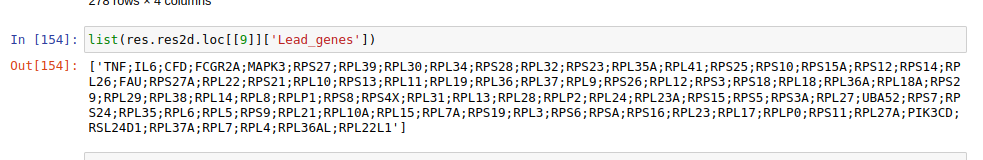 278 rows × 4 columns
In [154]: list(res.res2d.loc[[9]]['Lead_genes'])
Out[154]: ['TNF;IL6;CFD;FCGR2A;MAPK3;RPS27;RPL39;RPL30;RPL34;RPS28;RPL32;RPS23;RPL35A;RPL41;RPS25;RPS10;RPS15A;RPS12;RPS14;RP
L26;FAU;RPS27A;RPL22;RPS21;RPL10;RPS13;RPL11;RPL19;RPL36;RPL37;RPL9;RPS26;RPL12;RPS3;RPS18;RPL18;RPL36A;RPL18A;RPS2
9;RPL29;RPL38;RPL14;RPL8;RPLP1;RPS8;RPS4X;RPL31;RPL13;RPL28;RPLP2;RPL24;RPL23A;RPS15;RPS5;RPS3A;RPL27;UBA52;RPS7;RP
S24;RPL35;RPL6;RPL5;RPS9;RPL21;RPL10A;RPL15;RPL7A;RPS19;RPL3;RPS6;RPSA;RPS16;RPL23;RPL17;RPLP0;RPS11;RPL27A;PIK3CD;
RSL24D1;RPL37A;RPL7;RPL4;RPL36AL;RPL22L1']